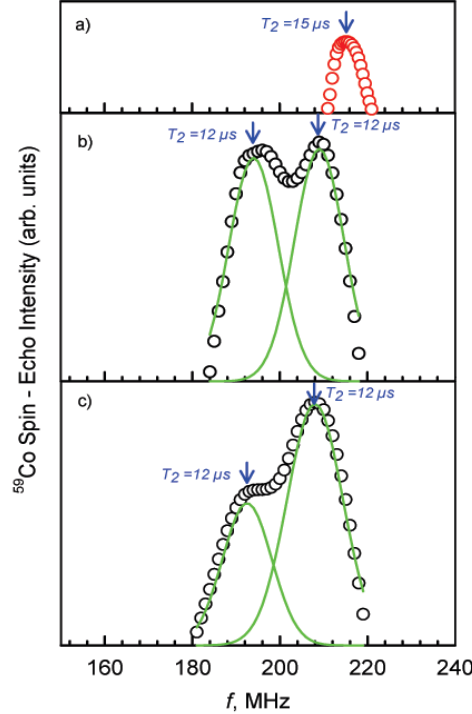 a)
T₂=15 µs
b)
T₂=12 µs
T₂=12 µs
c)
T₂=12 µs
T₂=12 µs
⁵⁹Co Spin - Echo Intensity (arb. units)
160 180 200 220 240
f, MHz